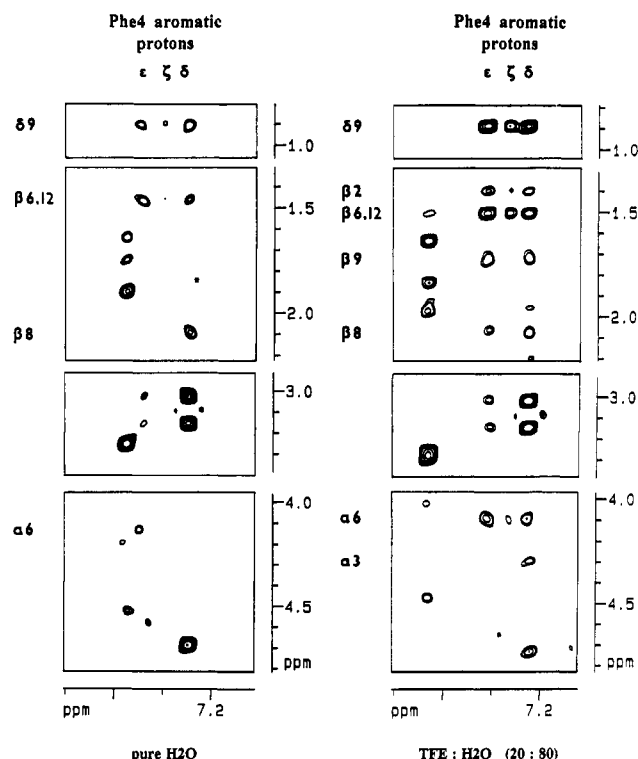 Phe4 aromatic
protons
ε ζ δ
δ9
β6,12
β8
α6
1.0
1.5
2.0
3.0
4.0
4.5
ppm
ppm
7.2
pure H2O
Phe4 aromatic
protons
ε ζ δ
δ9
β2
β6,12
β9
β8
α6
α3
1.0
1.5
2.0
3.0
4.0
4.5
ppm
ppm
7.2
TFE : H2O (20 : 80)